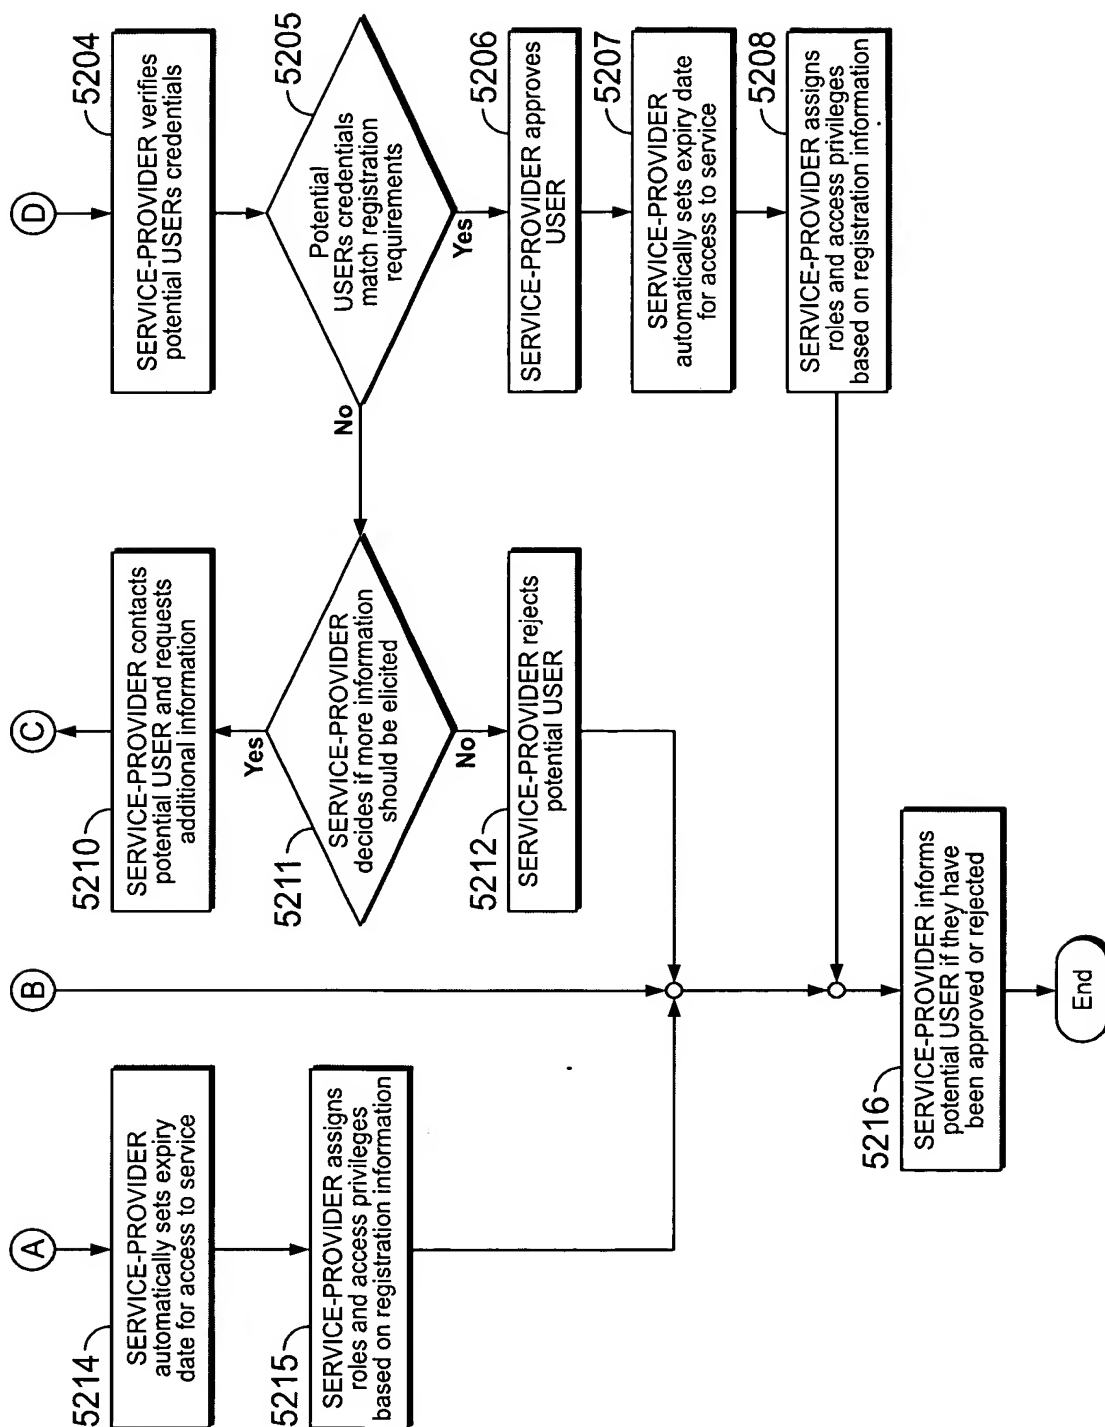 A
5214
SERVICE-PROVIDER
automatically sets expiry
date for access to service
5215
SERVICE-PROVIDER assigns
roles and access privileges
based on registration information
B
C
5210
SERVICE-PROVIDER contacts
potential USER and requests
additional information
Yes
5211
SERVICE-PROVIDER
decides if more information
should be elicited
No
5212
SERVICE-PROVIDER rejects
potential USER
D
5204
SERVICE-PROVIDER verifies
potential USERs credentials
5205
Potential
USERs credentials
match registration
requirements
No
Yes
5206
SERVICE-PROVIDER approves
USER
5207
SERVICE-PROVIDER
automatically sets expiry date
for access to service
5208
SERVICE-PROVIDER assigns
roles and access privileges
based on registration information
5216
SERVICE-PROVIDER informs
potential USER if they have
been approved or rejected
End